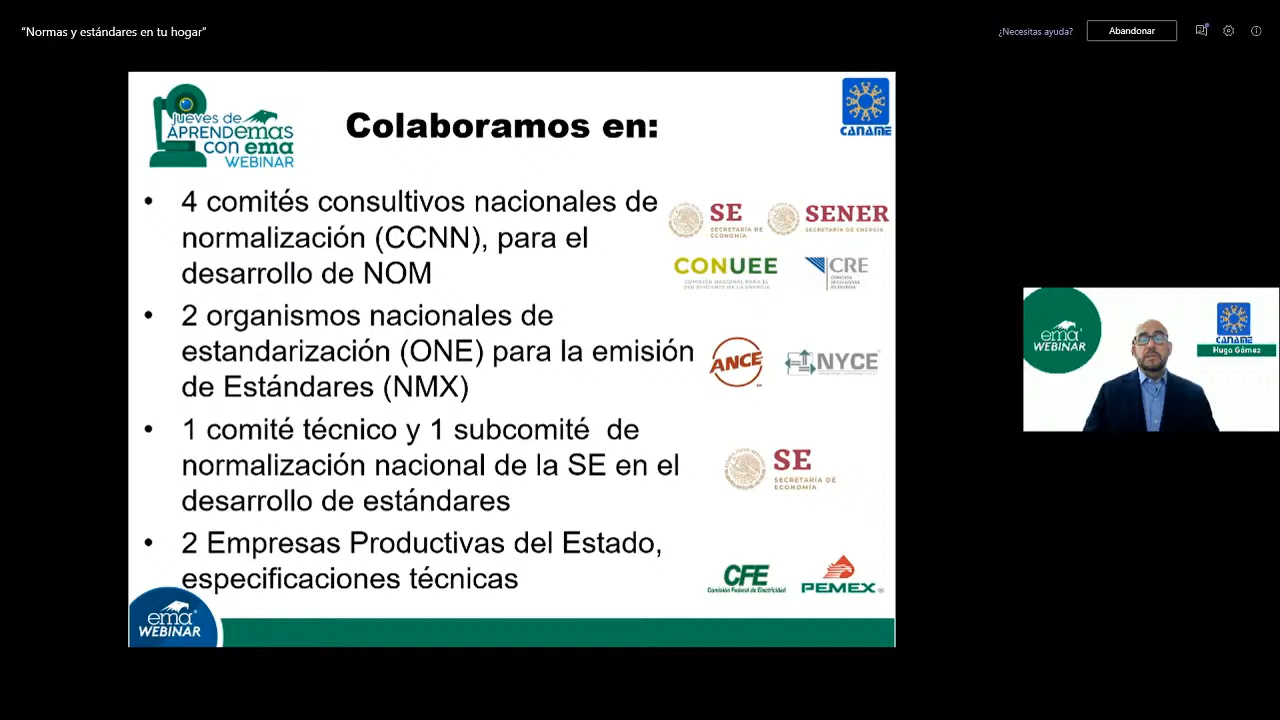 “Normas y estándares en tu hogar”
¿Necesitas ayuda?
Abandonar
jueves de
APRENDEMAS
con ema
WEBINAR
Colaboramos en:
CANAME
• 4 comités consultivos nacionales de
normalización (CCNN), para el
desarrollo de NOM
SE
SECRETARÍA DE
ECONOMÍA
SENER
SECRETARÍA DE ENERGÍA
CONUEE
COMISIÓN NACIONAL PARA EL
USO EFICIENTE DE LA ENERGÍA
CRE
• 2 organismos nacionales de
estandarización (ONE) para la emisión
de Estándares (NMX)
ANCE
NYCE
• 1 comité técnico y 1 subcomité  de
normalización nacional de la SE en el
desarrollo de estándares
SE
SECRETARÍA DE
ECONOMÍA
• 2 Empresas Productivas del Estado,
especificaciones técnicas
CFE
Comisión Federal de Electricidad
PEMEX®
ema®
WEBINAR
ema®
WEBINAR
CANAME
Hugo Gómez